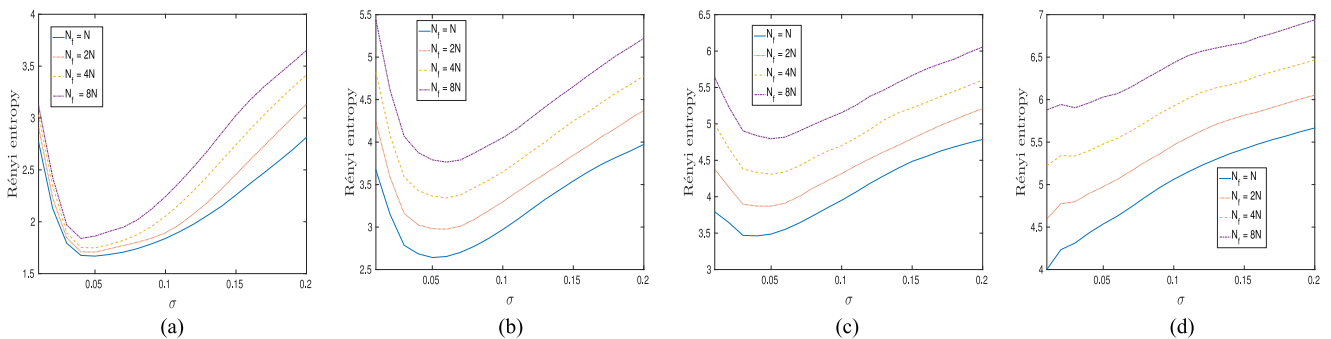 4
3.5
3
2.5
2
1.5
Rényi entropy
N_f = N
N_f = 2N
N_f = 4N
N_f = 8N
0.05 0.1 0.15 0.2
σ
(a)
5.5
5
4.5
4
3.5
3
2.5
Rényi entropy
N_f = N
N_f = 2N
N_f = 4N
N_f = 8N
0.05 0.1 0.15 0.2
σ
(b)
6.5
6
5.5
5
4.5
4
3.5
3
Rényi entropy
N_f = N
N_f = 2N
N_f = 4N
N_f = 8N
0.05 0.1 0.15 0.2
σ
(c)
7
6.5
6
5.5
5
4.5
4
Rényi entropy
N_f = N
N_f = 2N
N_f = 4N
N_f = 8N
0.05 0.1 0.15 0.2
σ
(d)